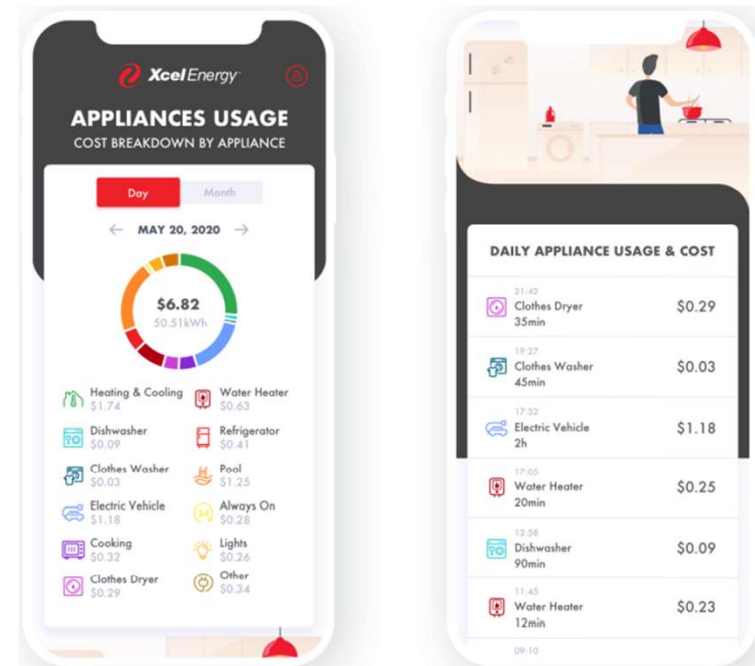 Xcel Energy
APPLIANCES USAGE
COST BREAKDOWN BY APPLIANCE
Day
Month
← MAY 20, 2020 →
$6.82
50.51kWh
Heating & Cooling
$1.74
Water Heater
$0.63
Dishwasher
$0.09
Refrigerator
$0.41
Clothes Washer
$0.03
Pool
$1.25
Electric Vehicle
$1.18
Always On
$0.28
Cooking
$0.32
Lights
$0.26
Clothes Dryer
$0.29
Other
$0.34
DAILY APPLIANCE USAGE & COST
21:42
Clothes Dryer
$0.29
35min
19:27
Clothes Washer
$0.03
45min
17:32
Electric Vehicle
$1.18
2h
17:05
Water Heater
$0.25
20min
13:58
Dishwasher
$0.09
90min
11:45
Water Heater
$0.23
12min
09:10